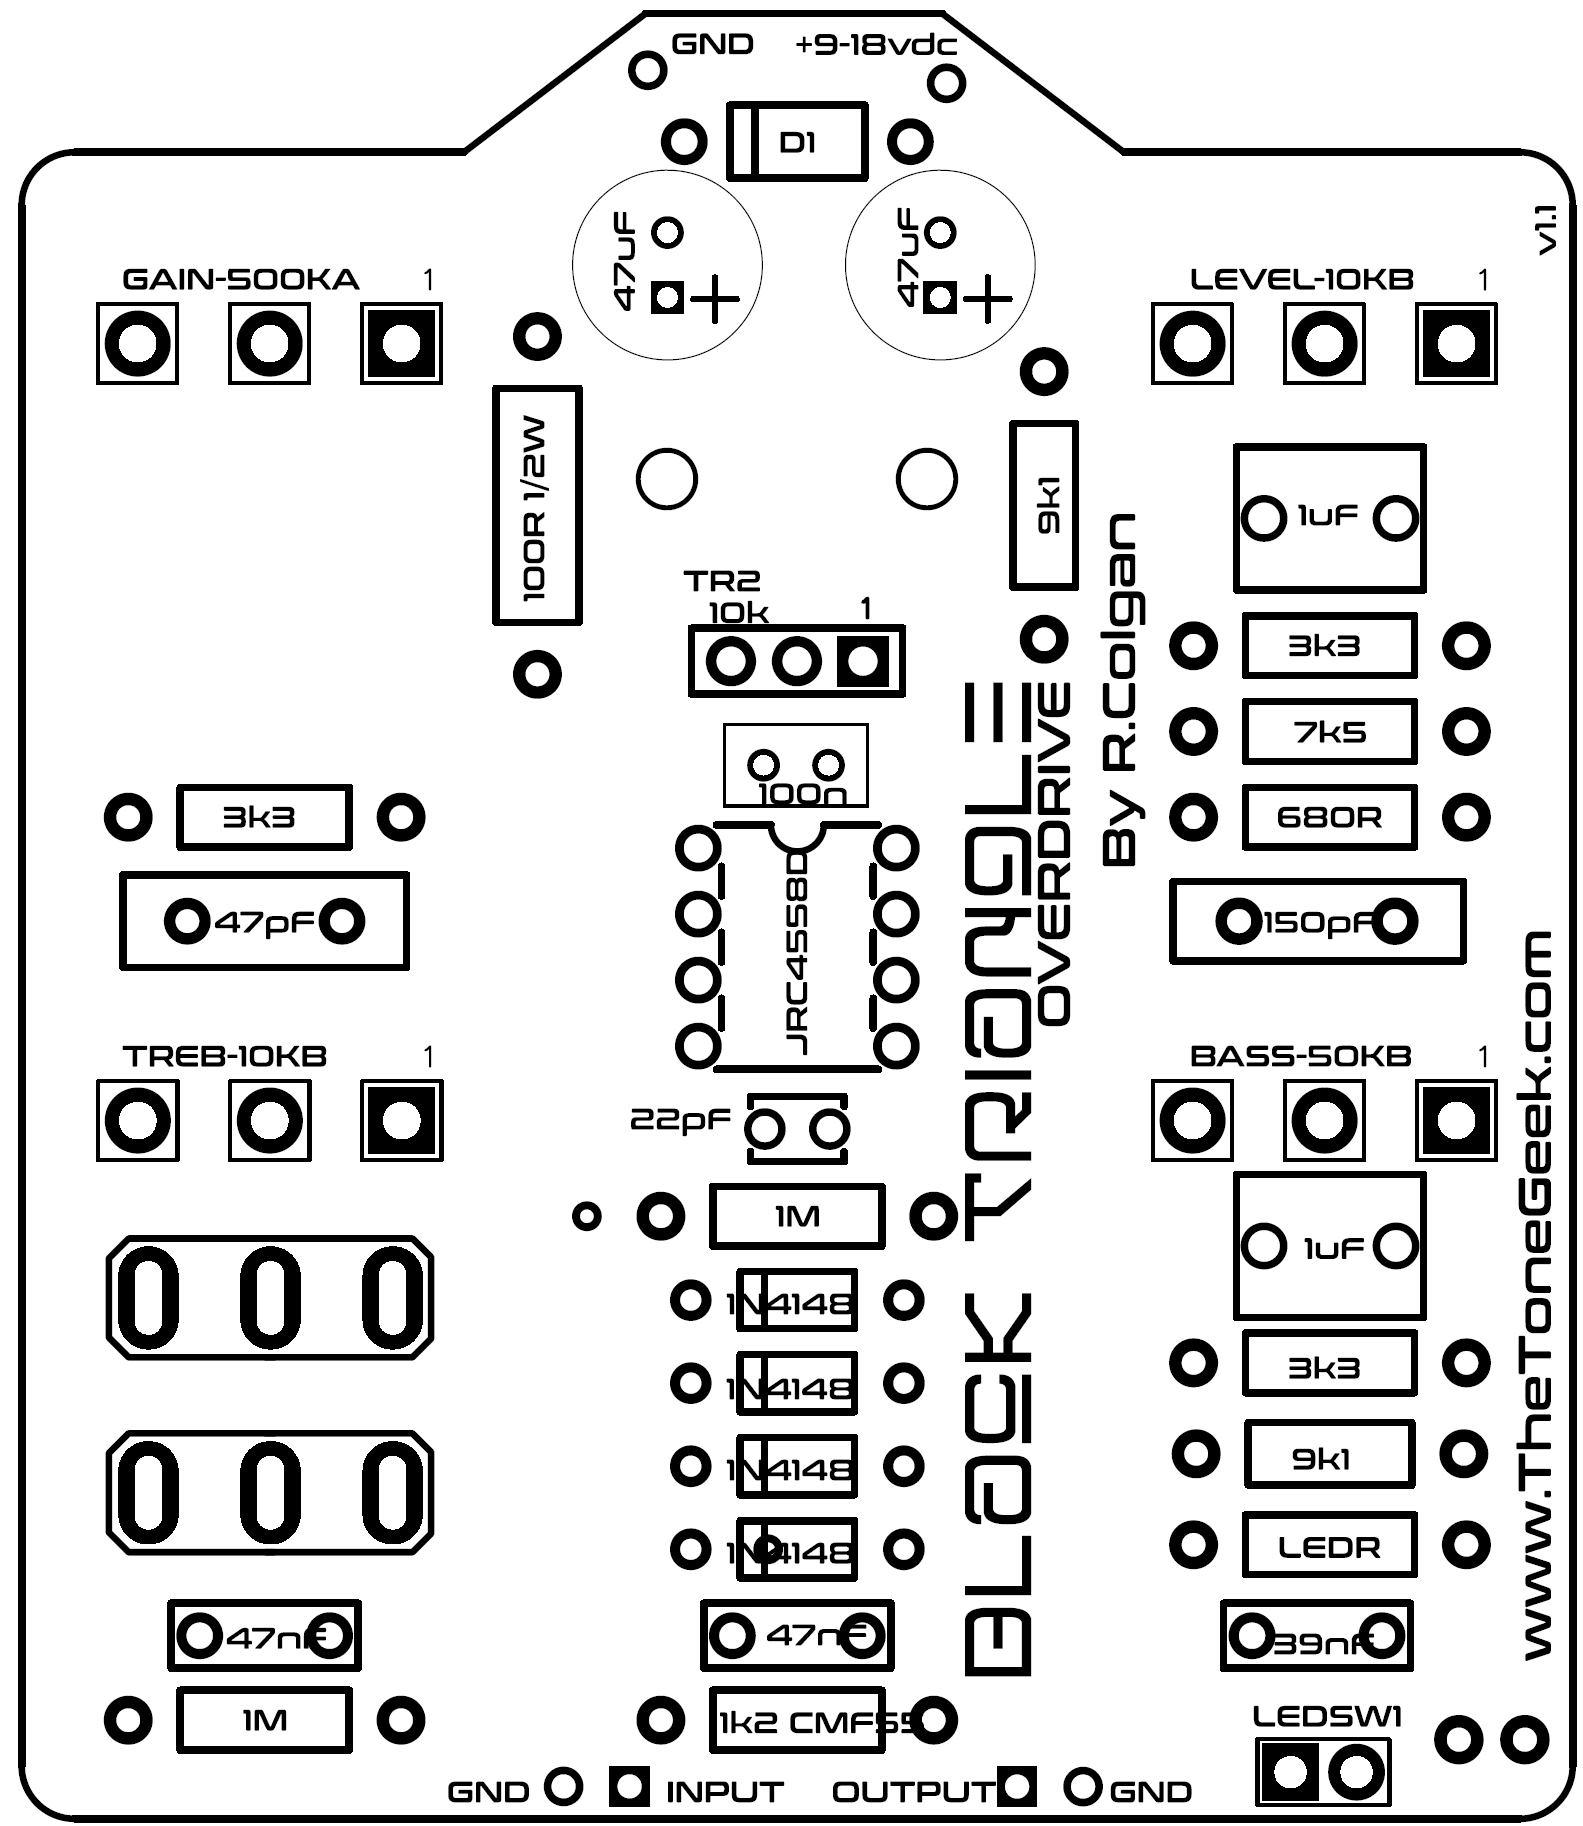 GND +9-18vdc
D1
v1.1
47uF 47uF
GAIN-500KA 1
LEVEL-10KB 1
100R 1/2W
9k1
1uF
TR2
10k 1
By R.Colgan
3k3
7k5
100n
3k3
680R
47pF
JRC4558D
150pF
BLACK TRIANGLE
OVERDRIVE
www.TheToneGeek.com
TREB-10KB 1
BASS-50KB 1
22pF
1M
1uF
1N4148
1N4148
3k3
1N4148
9k1
1N4148
LEDR
47nF
47nF
39nF
1M
1k2 CMF55
LEDSW1
GND INPUT OUTPUT GND